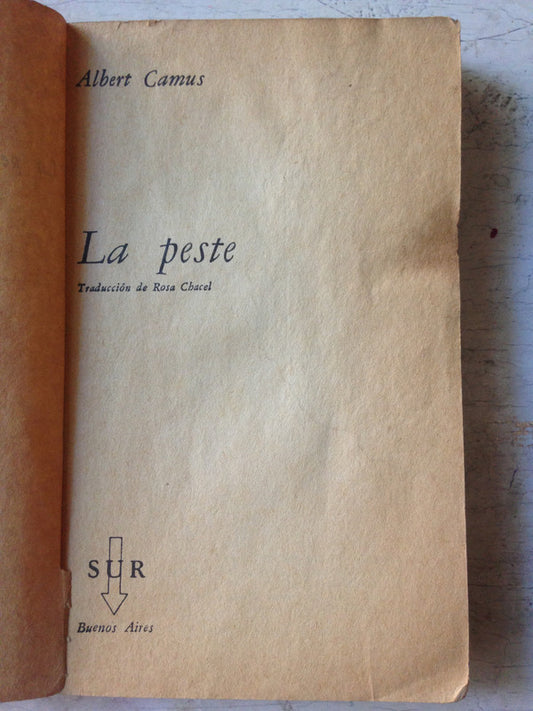 Albert Camus
La peste
Traducción de Rosa Chacel
SUR
Buenos Aires